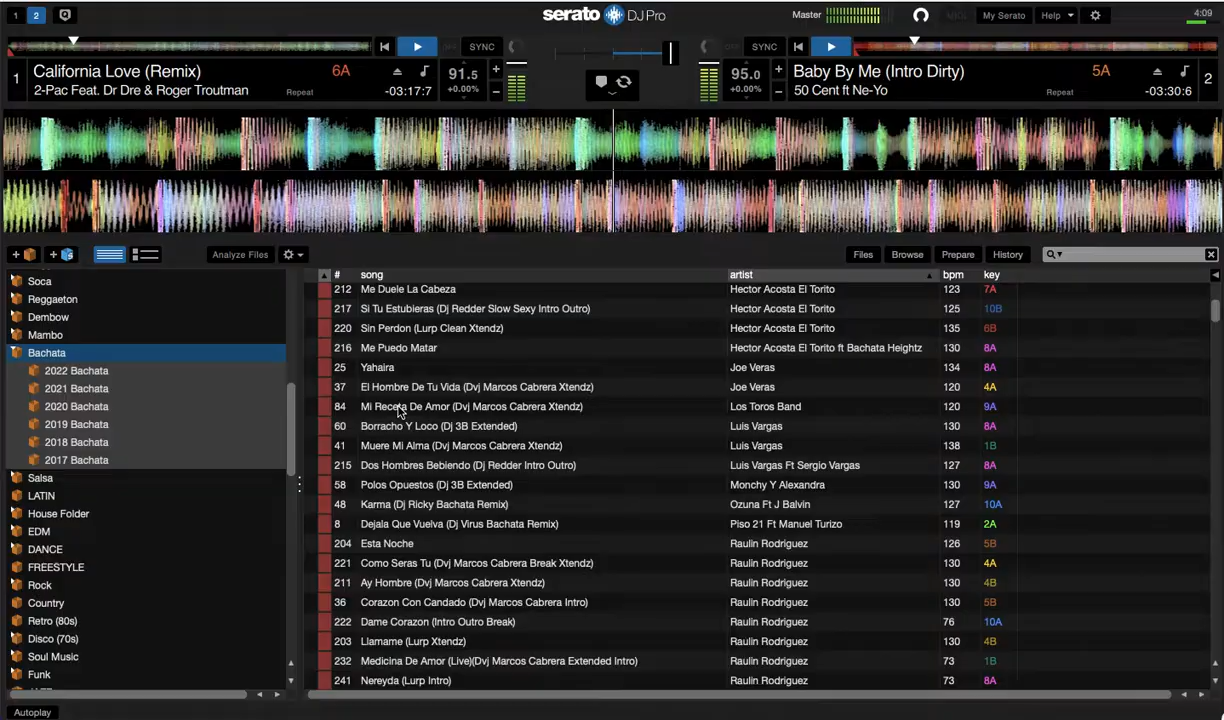 1 2 serato DJ Pro Master My Serato Help 4:09
SYNC SYNC
1 California Love (Remix) 6A 91.5 95.0 Baby By Me (Intro Dirty) 5A 2
2-Pac Feat. Dr Dre & Roger Troutman Repeat -03:17:7 +0.00% +0.00% 50 Cent ft Ne-Yo Repeat -03:30:6
Analyze Files Files Browse Prepare History
# song artist bpm key
Soca
Reggaeton
Dembow
Mambo
Bachata
2022 Bachata
2021 Bachata
2020 Bachata
2019 Bachata
2018 Bachata
2017 Bachata
Salsa
LATIN
House Folder
EDM
DANCE
FREESTYLE
Rock
Country
Retro (80s)
Disco (70s)
Soul Music
Funk
212 Me Duele La Cabeza Hector Acosta El Torito 123 7A
217 Si Tu Estubieras (Dj Redder Slow Sexy Intro Outro) Hector Acosta El Torito 125 10B
220 Sin Perdon (Lurp Clean Xtendz) Hector Acosta El Torito 135 6B
216 Me Puedo Matar Hector Acosta El Torito ft Bachata Heightz 130 8A
25 Yahaira Joe Veras 134 8A
37 El Hombre De Tu Vida (Dvj Marcos Cabrera Xtendz) Joe Veras 120 4A
84 Mi Receta De Amor (Dvj Marcos Cabrera Xtendz) Los Toros Band 120 9A
60 Borracho Y Loco (Dj 3B Extended) Luis Vargas 130 8A
41 Muere Mi Alma (Dvj Marcos Cabrera Xtendz) Luis Vargas 138 1B
215 Dos Hombres Bebiendo (Dj Redder Intro Outro) Luis Vargas Ft Sergio Vargas 127 8A
58 Polos Opuestos (Dj 3B Extended) Monchy Y Alexandra 130 9A
48 Karma (Dj Ricky Bachata Remix) Ozuna Ft J Balvin 127 10A
8 Dejala Que Vuelva (Dj Virus Bachata Remix) Piso 21 Ft Manuel Turizo 119 2A
204 Esta Noche Raulin Rodriguez 126 5B
221 Como Seras Tu (Dvj Marcos Cabrera Break Xtendz) Raulin Rodriguez 130 4A
211 Ay Hombre (Dvj Marcos Cabrera Xtendz) Raulin Rodriguez 130 4B
36 Corazon Con Candado (Dvj Marcos Cabrera Intro) Raulin Rodriguez 130 5B
222 Dame Corazon (Intro Outro Break) Raulin Rodriguez 76 10A
203 Llamame (Lurp Xtendz) Raulin Rodriguez 130 4B
232 Medicina De Amor (Live)(Dvj Marcos Cabrera Extended Intro) Raulin Rodriguez 73 1B
241 Nereyda (Lurp Intro) Raulin Rodriguez 73 8A
Autoplay